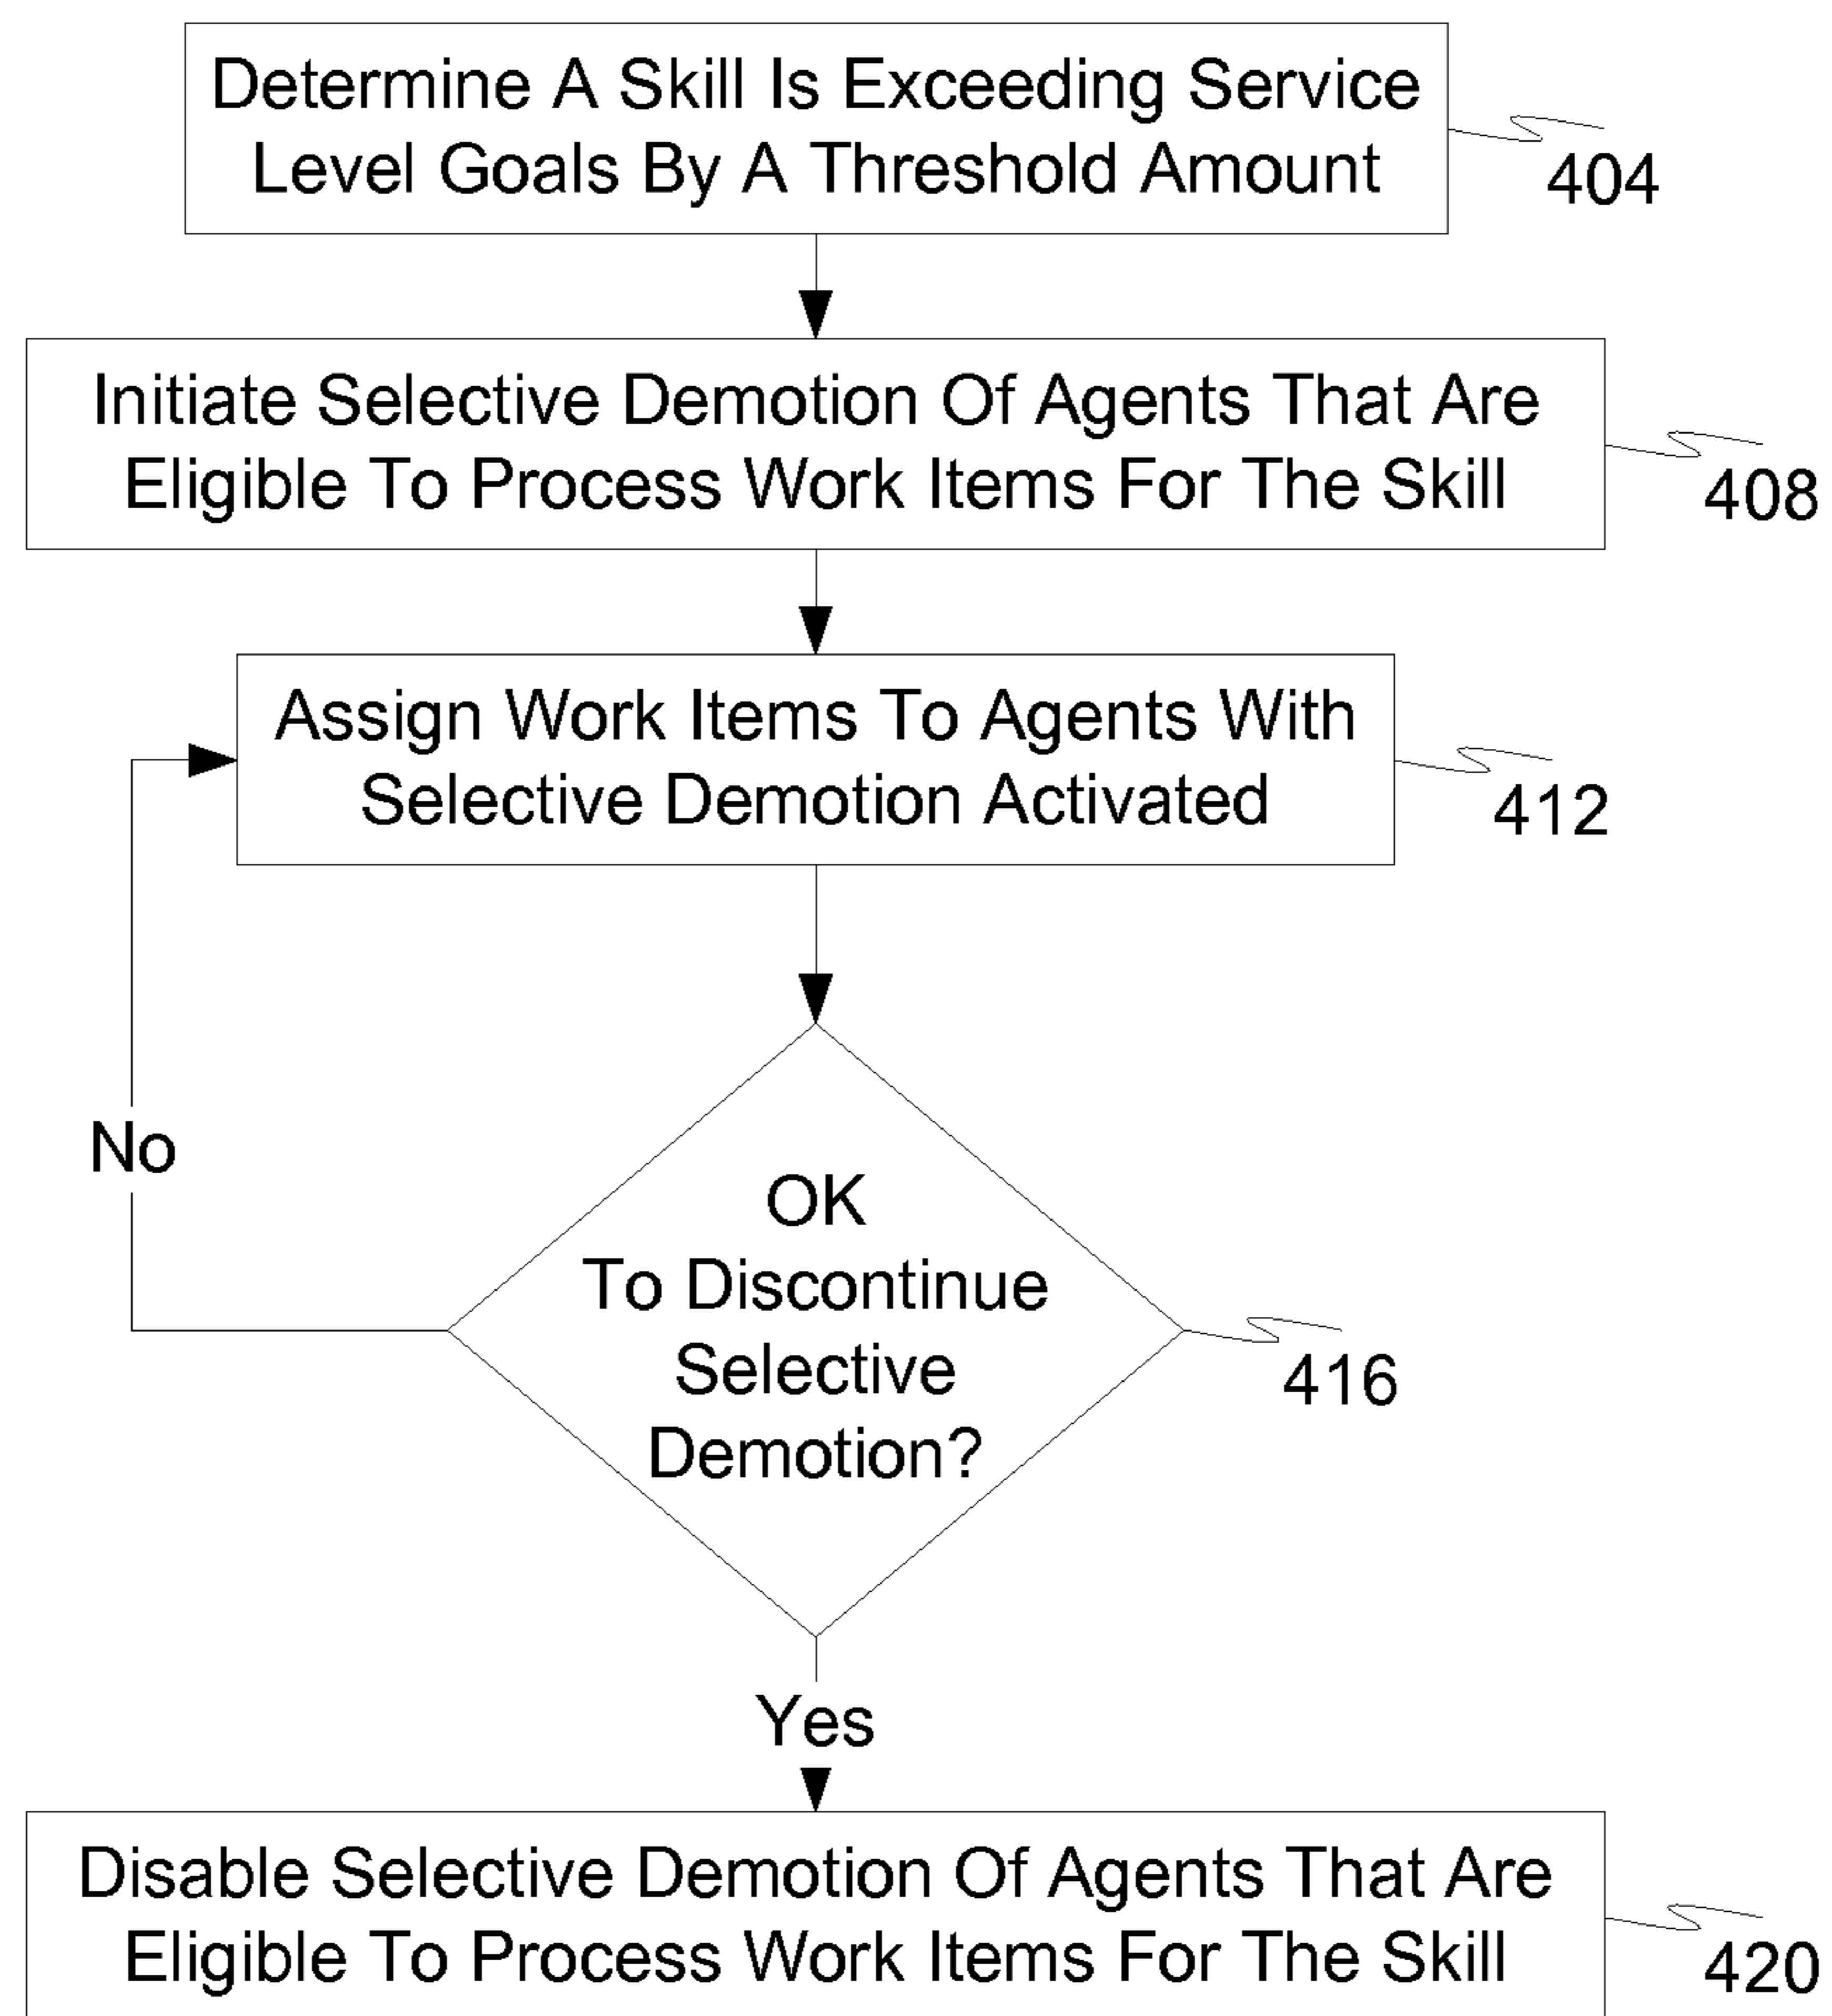 Determine A Skill Is Exceeding Service
Level Goals By A Threshold Amount
404
Initiate Selective Demotion Of Agents That Are
Eligible To Process Work Items For The Skill
408
Assign Work Items To Agents With
Selective Demotion Activated
412
No
OK
To Discontinue
Selective
Demotion?
416
Yes
Disable Selective Demotion Of Agents That Are
Eligible To Process Work Items For The Skill
420